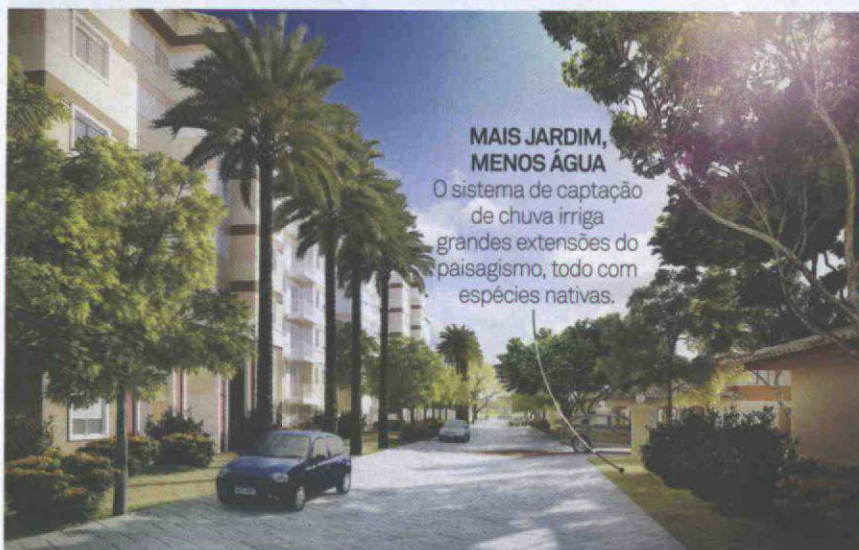 MAIS JARDIM,
MENOS ÁGUA
O sistema de captação
de chuva irriga
grandes extensões do
paisagismo, todo com
espécies nativas.